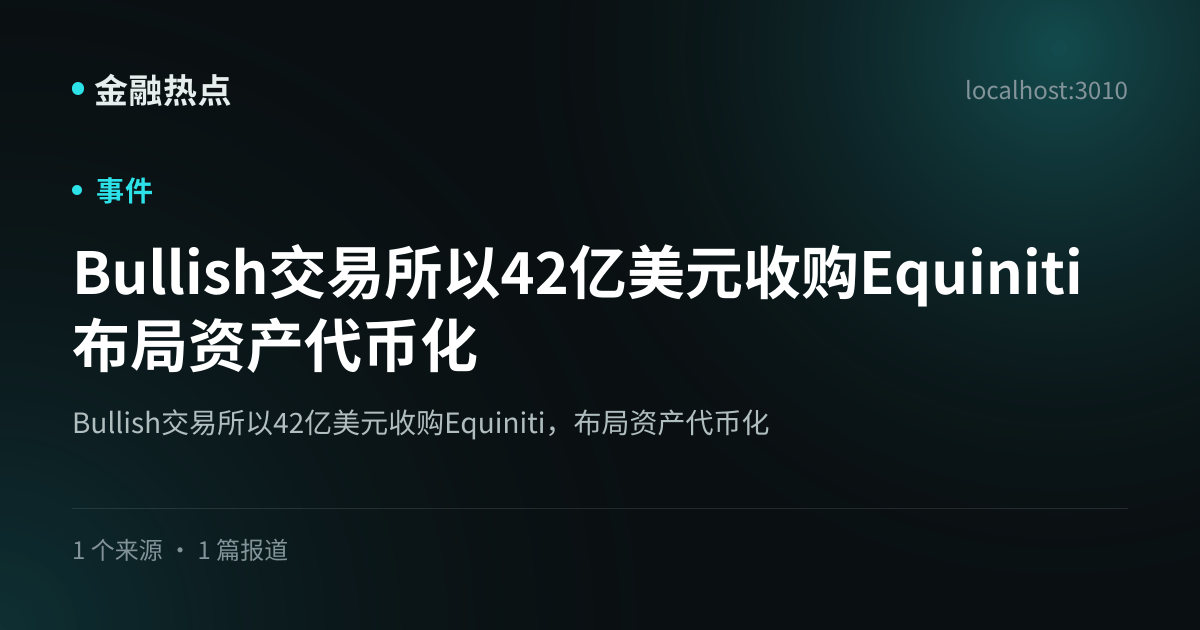 金融热点
localhost:3010
事件
Bullish交易所以42亿美元收购Equiniti
布局资产代币化
Bullish交易所以42亿美元收购Equiniti，布局资产代币化
1 个来源 · 1 篇报道